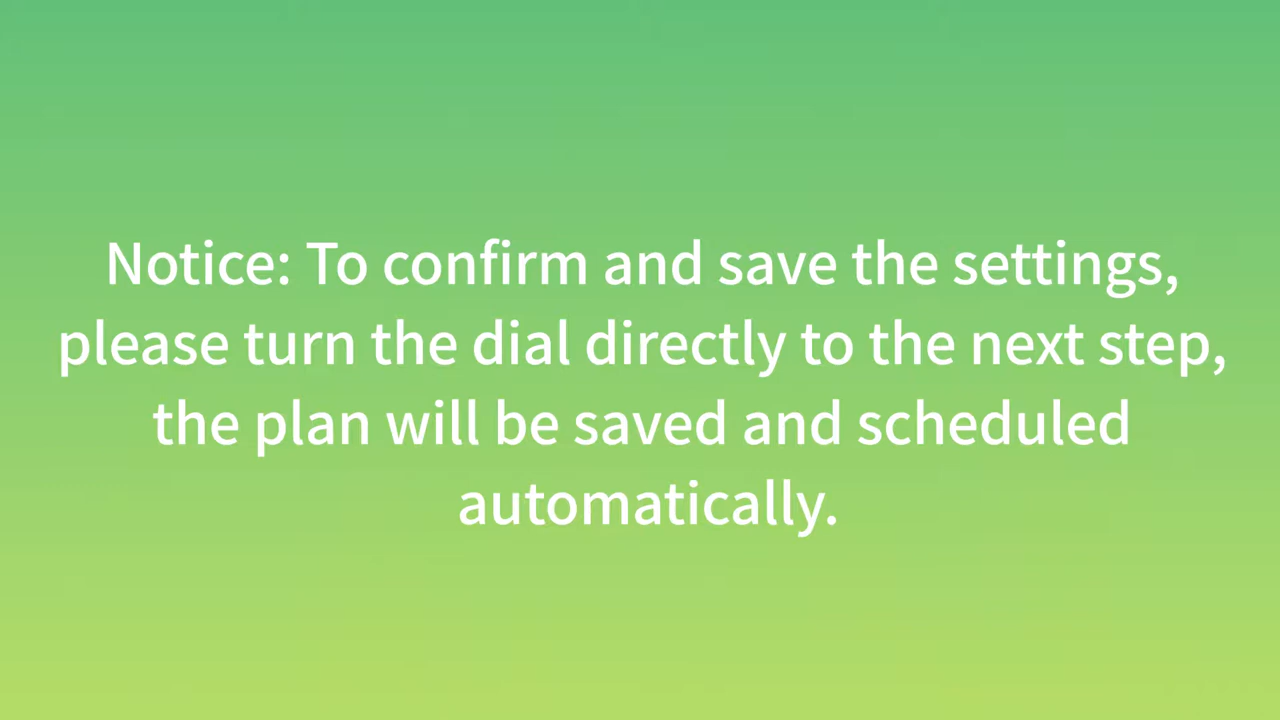 Notice: To confirm and save the settings,
please turn the dial directly to the next step,
the plan will be saved and scheduled
automatically.